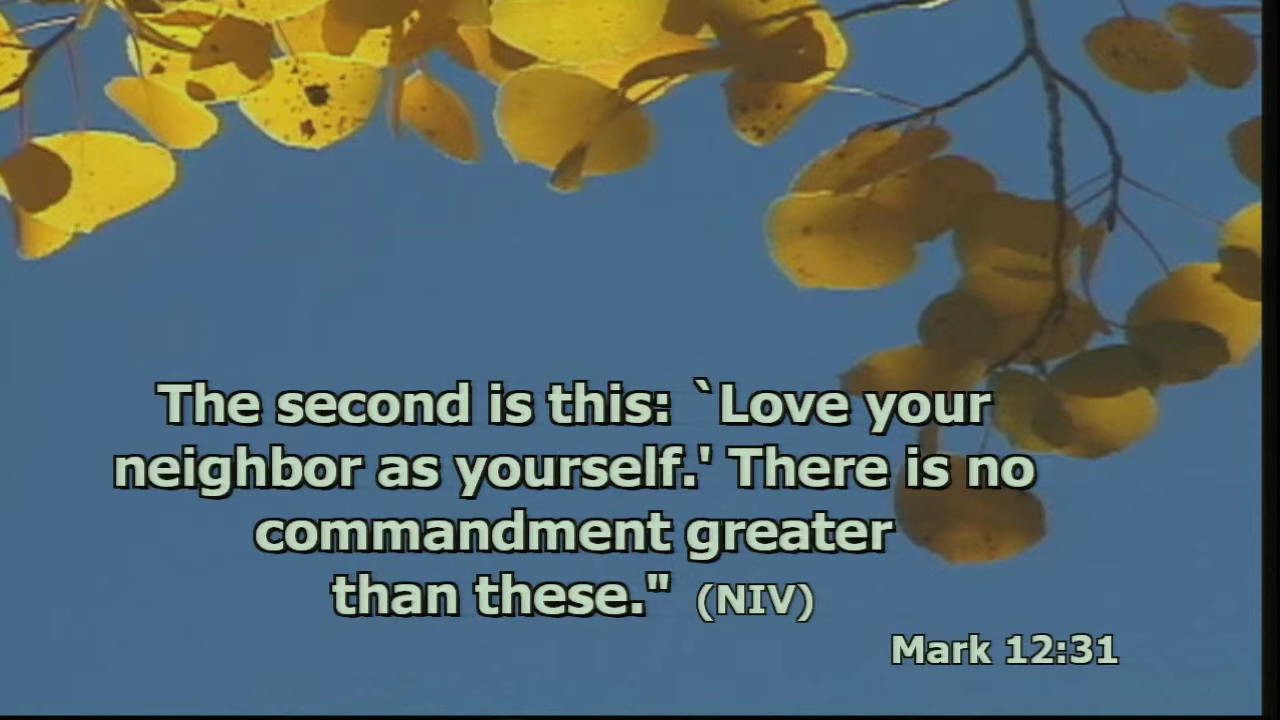 The second is this: `Love your
neighbor as yourself.' There is no
commandment greater
than these." (NIV)
Mark 12:31